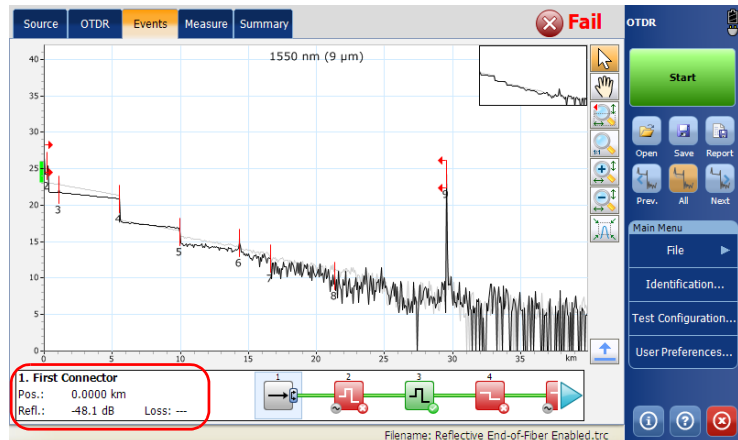 Source OTDR Events Measure Summary Fail OTDR
1550 nm (9 µm)
40
35
30
25
20
15
10
5
0
0 5 10 15 20 25 30 35 km
2
3
4
5
6
7
8
9
Start
1:1
Open Save Report
Prev. All Next
Main Menu
File
Identification...
Test Configuration...
User Preferences...
1. First Connector
Pos.: 0.0000 km
Refl.: -48.1 dB Loss: ---
1 2 3 4
Filename: Reflective End-of-Fiber Enabled.trc